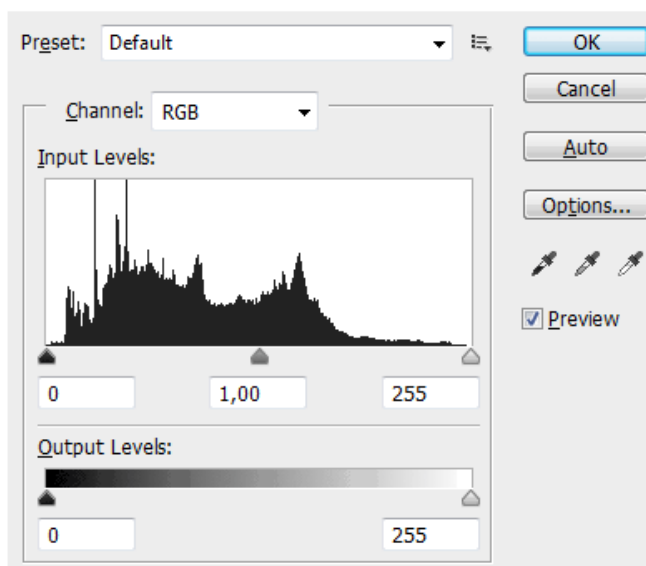 Preset: Default
OK
Cancel
Channel: RGB
Auto
Input Levels:
Options...
Preview
0 1,00 255
Output Levels:
0 255